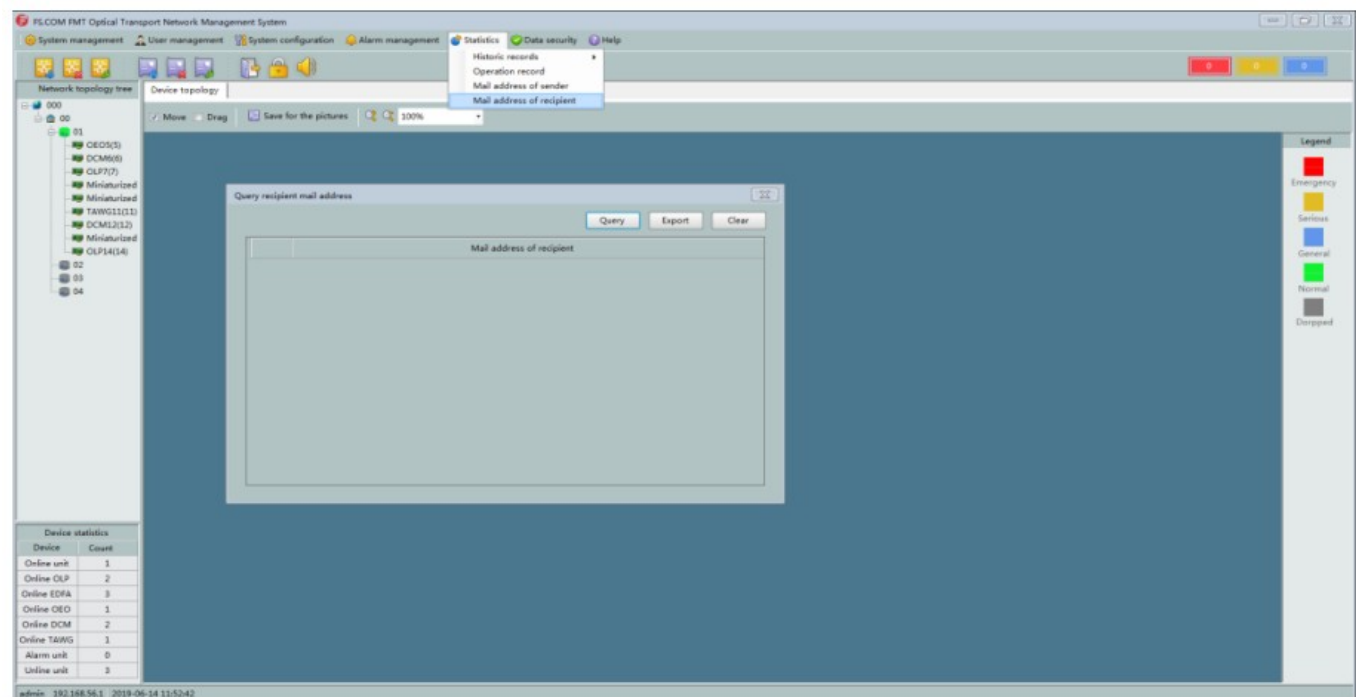 FS.COM FMT Optical Transport Network Management System
System management User management System configuration Alarm management Statistics Data security Help
Historic records
Operation record
Mail address of sender
Mail address of recipient
0 0 0
Network topology tree Device topology
Move Drag Save for the pictures 100%
000
00
01
OEO5(5)
DCM6(6)
OLP7(7)
Miniaturized
Miniaturized
TAWG11(11)
DCM12(12)
Miniaturized
OLP14(14)
02
03
04
Query recipient mail address
Query Export Clear
Mail address of recipient
Legend
Emergency
Serious
General
Normal
Dorpped
Device statistics
Device Count
Online unit 1
Online OLP 2
Online EDFA 3
Online OEO 1
Online DCM 2
Online TAWG 1
Alarm unit 0
Unline unit 3
admin 192.168.56.1 2019-06-14 11:52:42